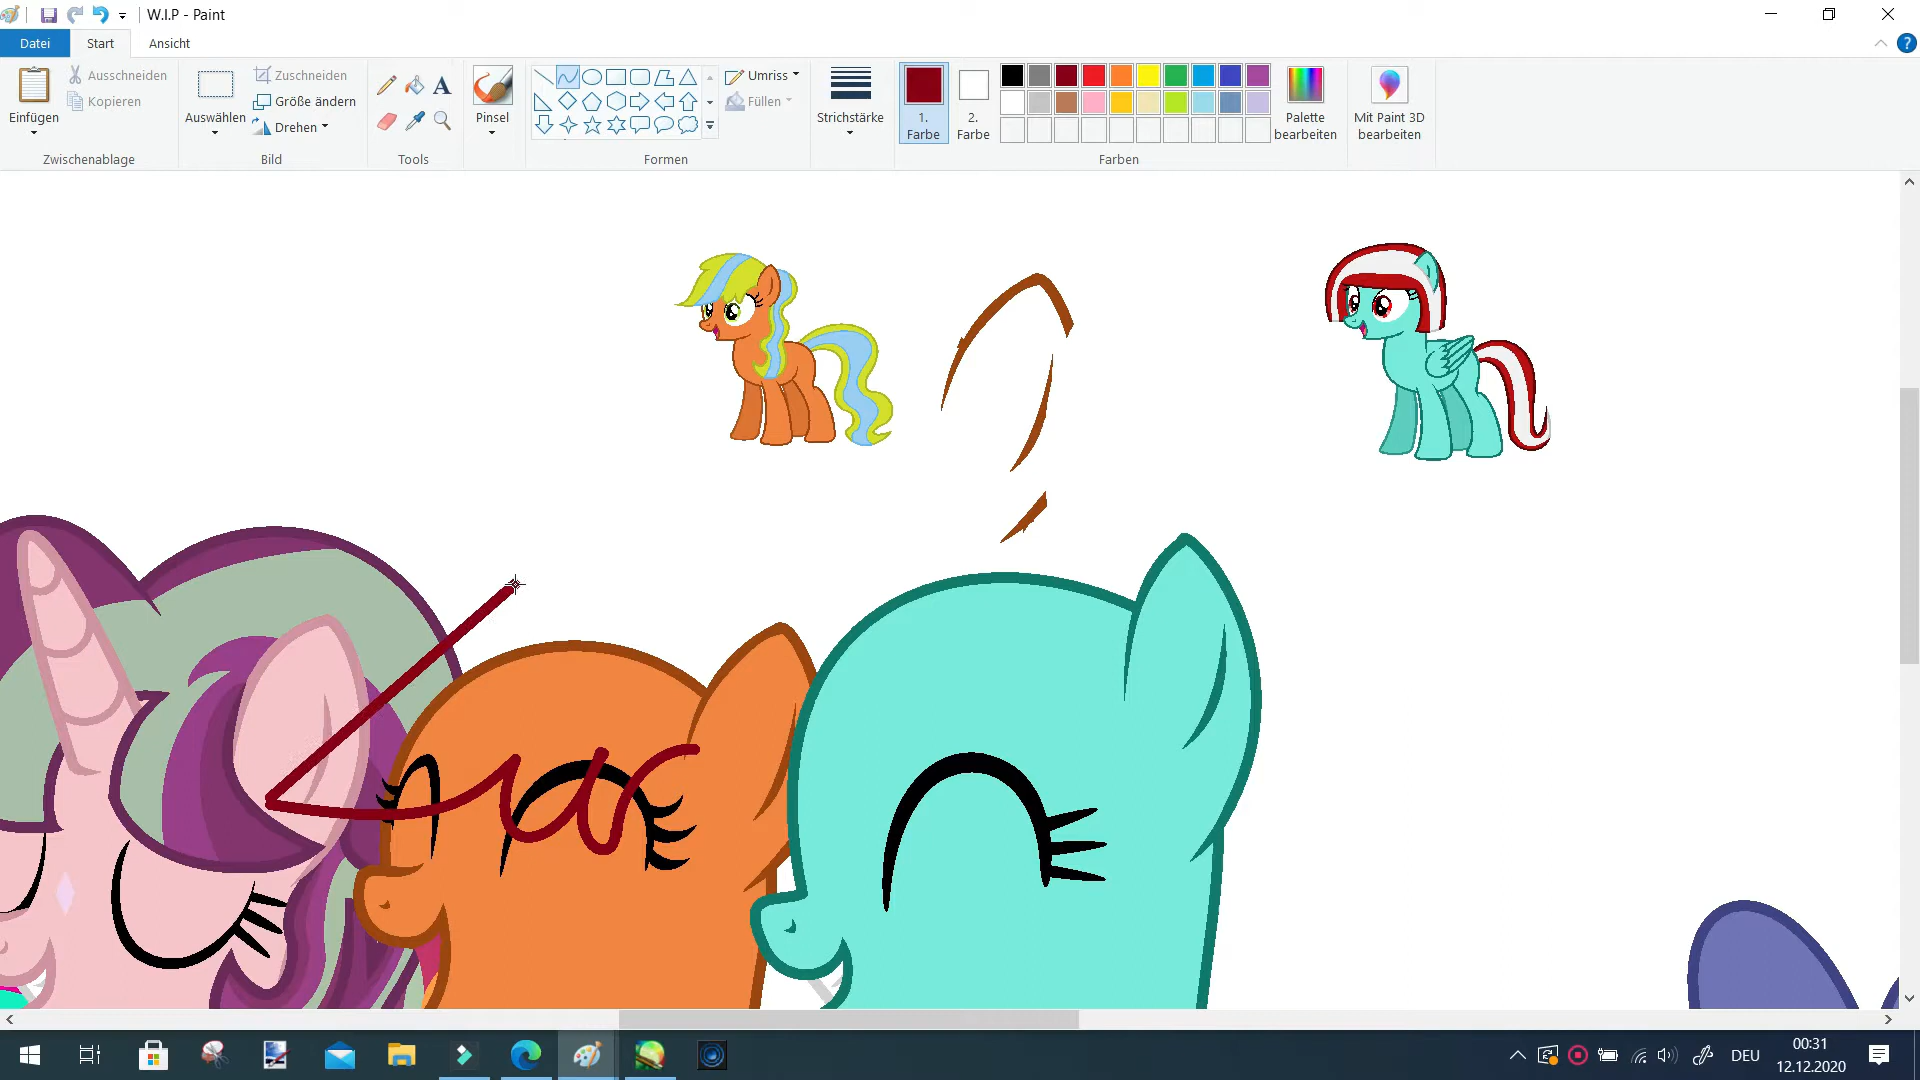 W.I.P - Paint
Datei Start Ansicht
Einfügen
Ausschneiden
Kopieren
Zwischenablage
Auswählen
Zuschneiden
Größe ändern
Drehen
Bild
Tools
Pinsel
Umriss
Füllen
Formen
Strichstärke
1.
Farbe
2.
Farbe
Palette
bearbeiten
Farben
Mit Paint 3D
bearbeiten
DEU
00:31
12.12.2020